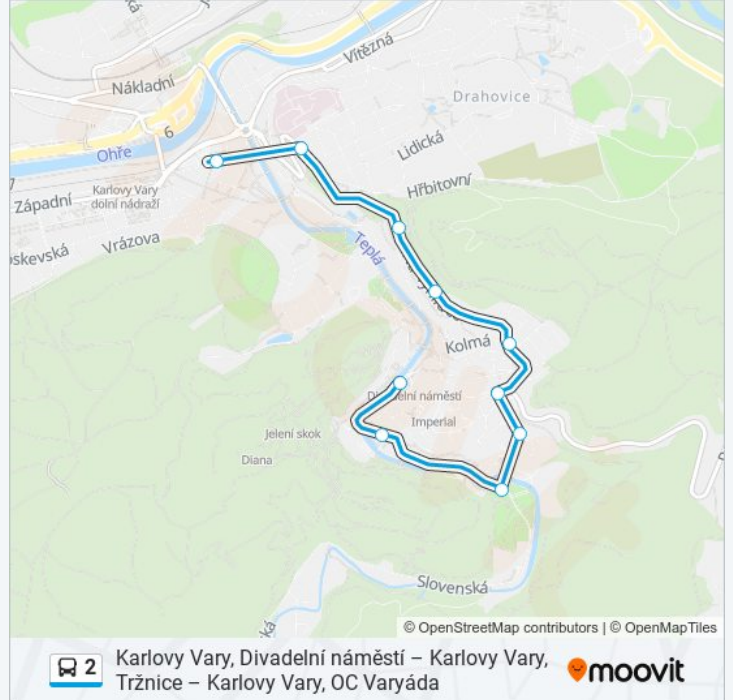 Vítězná
Nákladní
Drahovice
6
Ohře
Lidická
7
Západní
Karlovy Vary
dolní nádraží
Hřbitovní
Vrázova
Teplá
Kolmá
Divadelní náměstí
Imperial
Jelení skok
Diana
Slovenská
© OpenStreetMap contributors | © OpenMapTiles
2
Karlovy Vary, Divadelní náměstí – Karlovy Vary,
Tržnice – Karlovy Vary, OC Varyáda
moovit